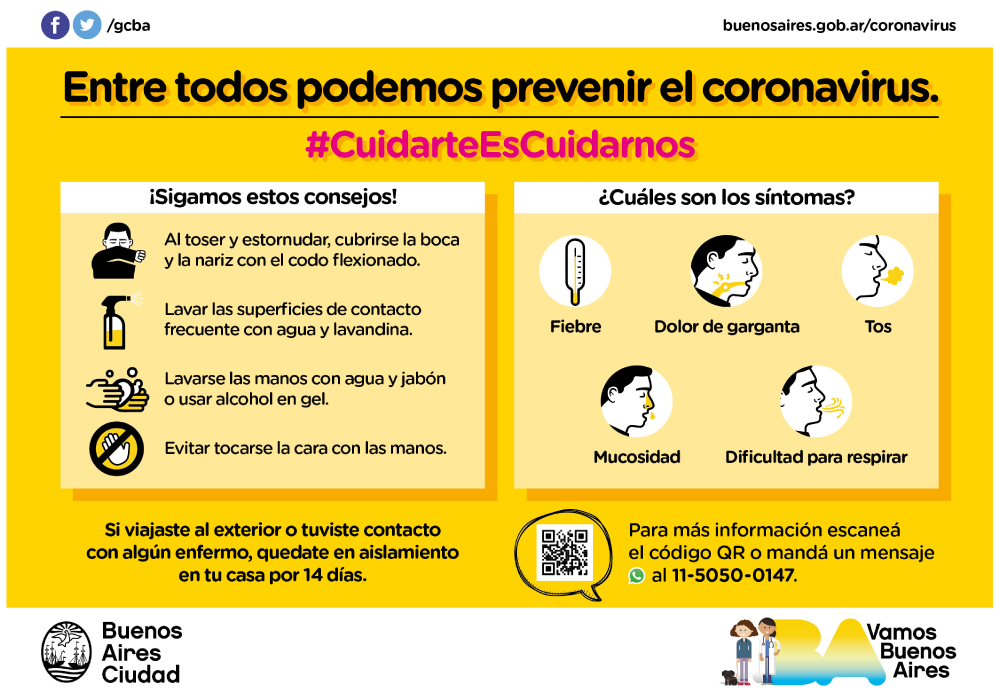 /gcba
buenosaires.gob.ar/coronavirus
Entre todos podemos prevenir el coronavirus.
#CuidarteEsCuidarnos
¡Sigamos estos consejos!
Al toser y estornudar, cubrirse la boca
y la nariz con el codo flexionado.
Lavar las superficies de contacto
frecuente con agua y lavandina.
Lavarse las manos con agua y jabón
o usar alcohol en gel.
Evitar tocarse la cara con las manos.
¿Cuáles son los síntomas?
Fiebre
Dolor de garganta
Tos
Mucosidad
Dificultad para respirar
Si viajaste al exterior o tuviste contacto
con algún enfermo, quedate en aislamiento
en tu casa por 14 días.
Para más información escaneá
el código QR o mandá un mensaje
al 11-5050-0147.
Buenos
Aires
Ciudad
BA
Vamos
Buenos
Aires